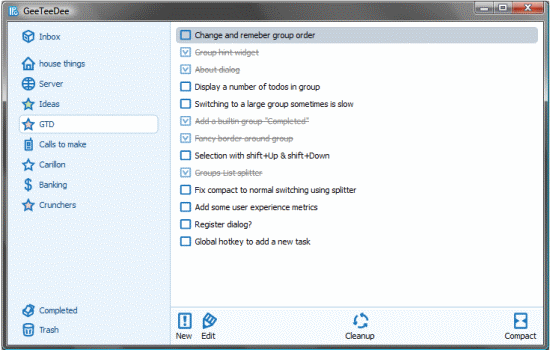 GeeTeeDee
Inbox
house things
Server
Ideas
GTD
Calls to make
Carillon
Banking
Crunchers
Completed
Trash
Change and remeber group order
Group hint widget
About dialog
Display a number of todos in group
Switching to a large group sometimes is slow
Add a builtin group "Completed"
Fancy border around group
Selection with shift+Up & shift+Down
Groups List splitter
Fix compact to normal switching using splitter
Add some user experience metrics
Register dialog?
Global hotkey to add a new task
New Edit Cleanup Compact